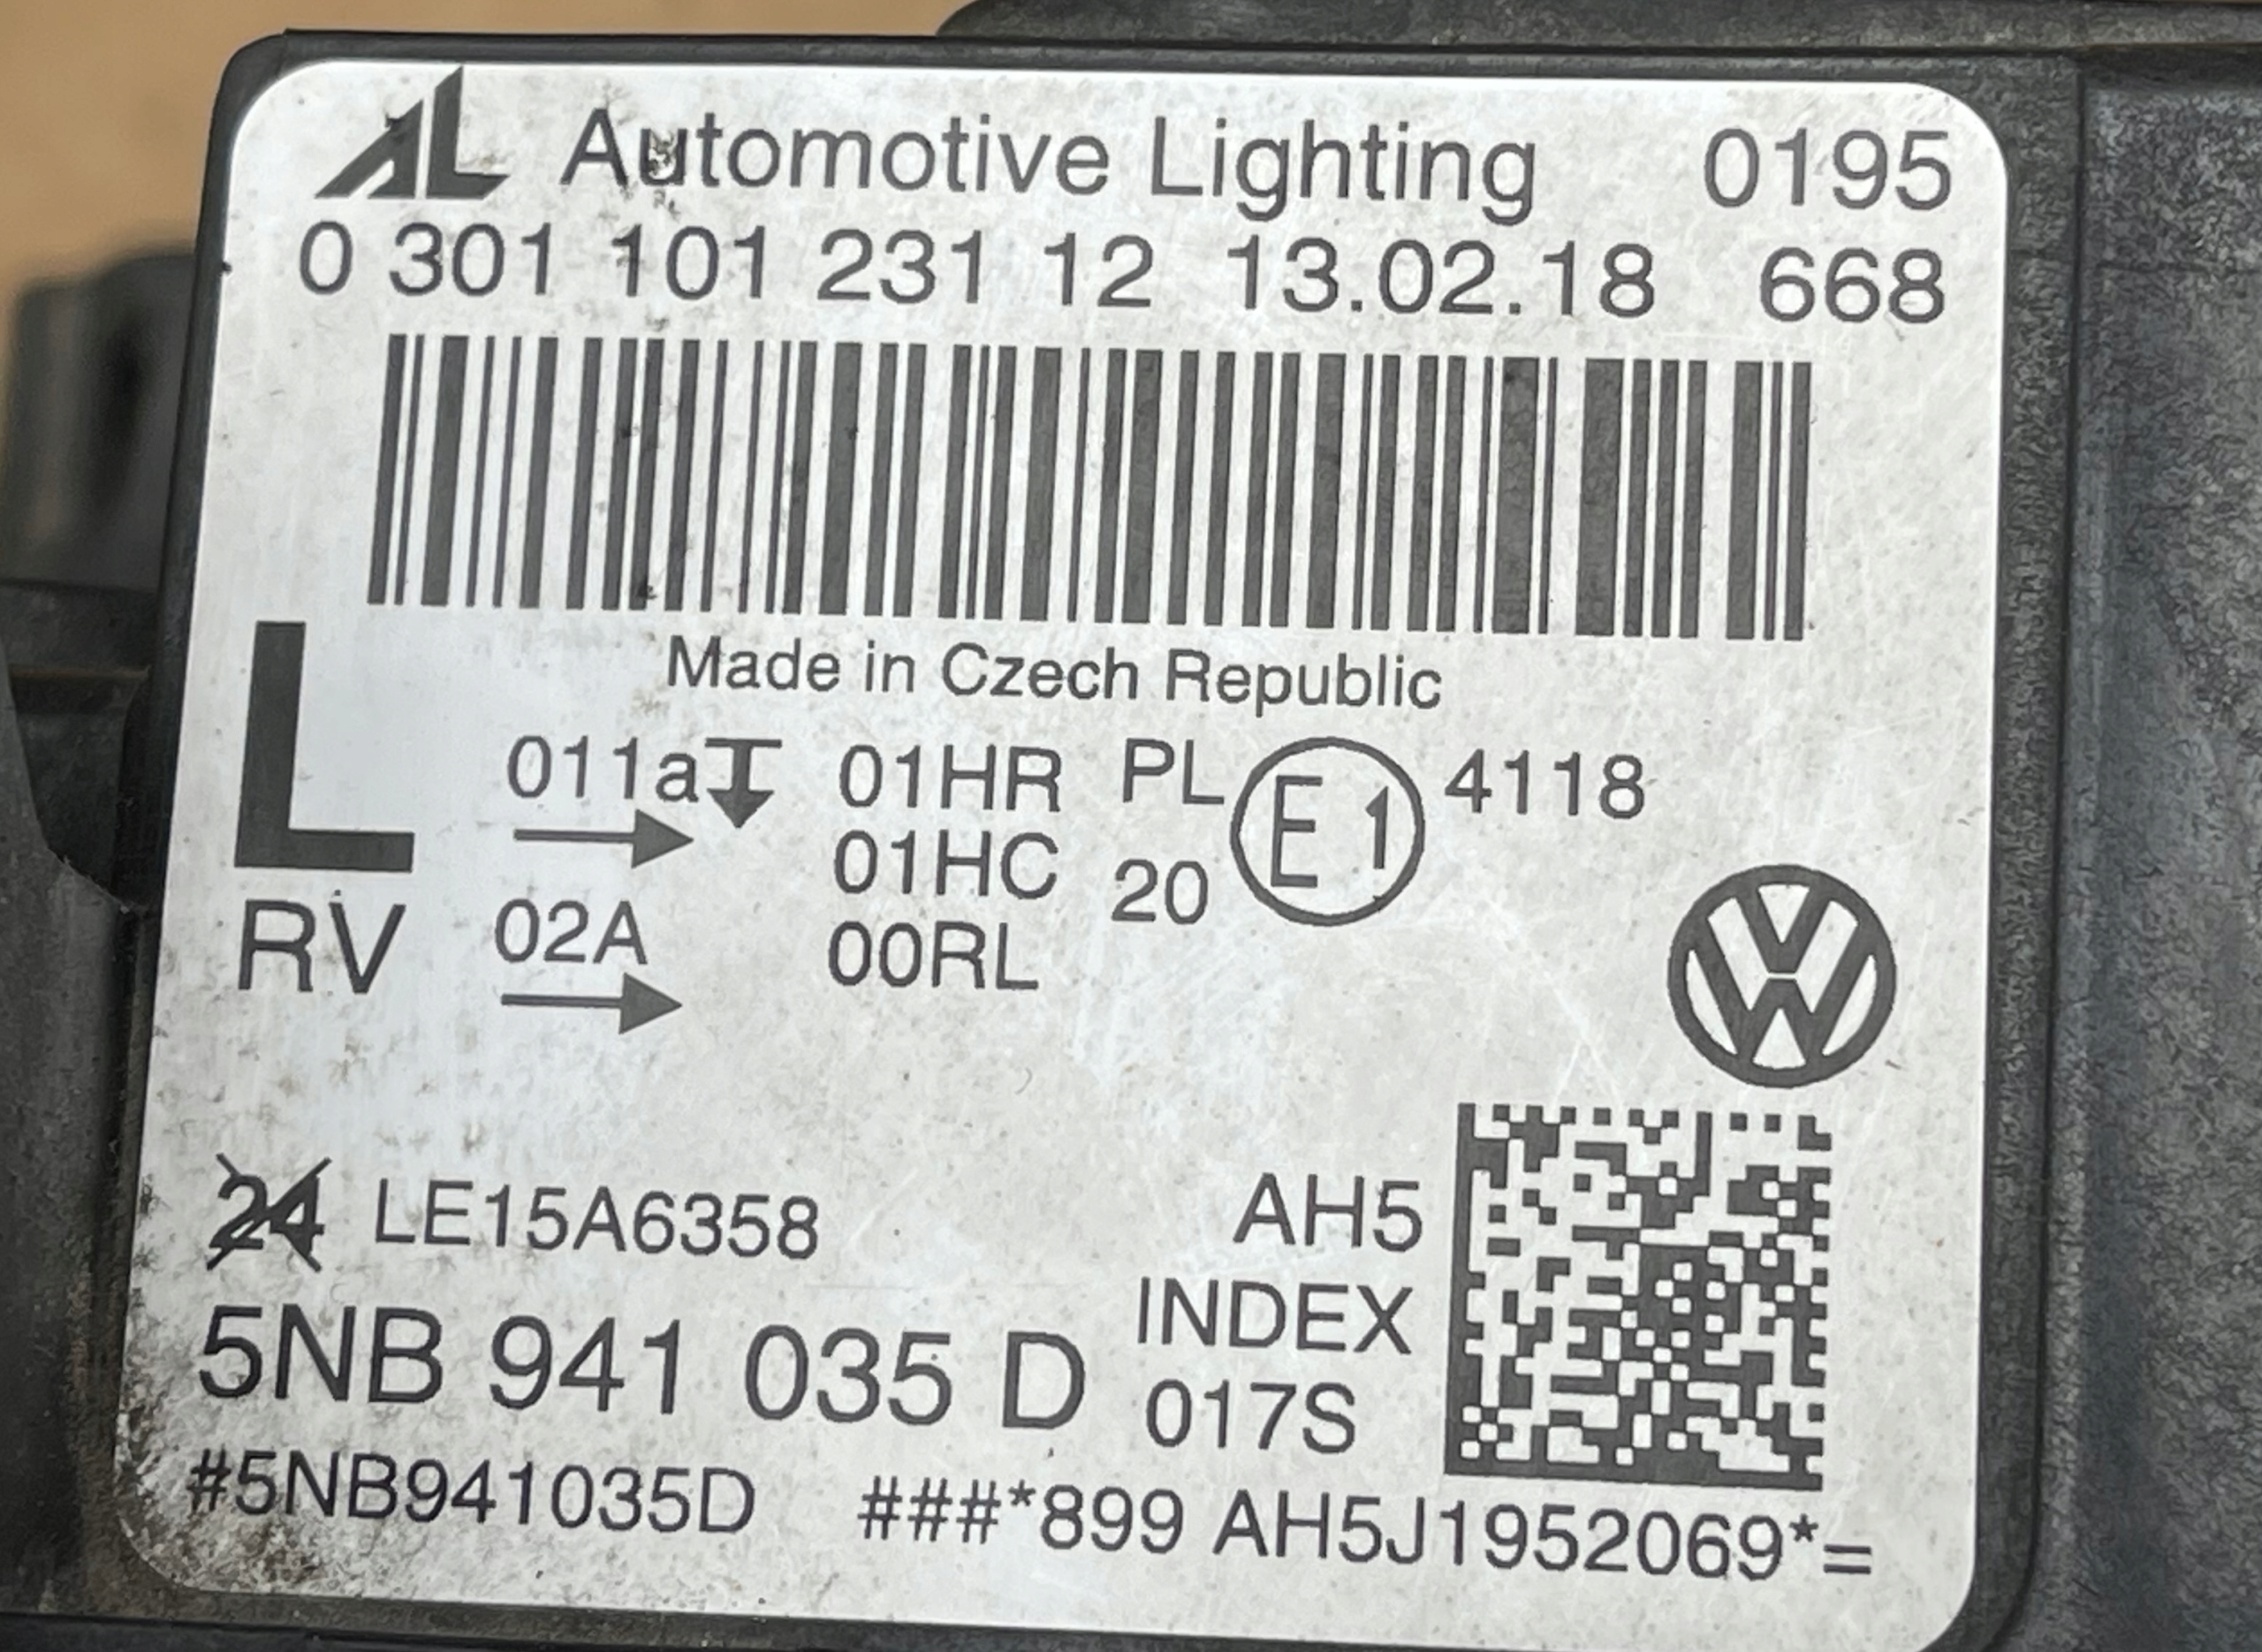 AL Automotive Lighting 0195
0 301 101 231 12 13.02.18 668
Made in Czech Republic
L 011a 01HR PL E1 4118
01HC 20
RV 02A 00RL
24 LE15A6358 AH5
5NB 941 035 D INDEX
017S
#5NB941035D ###*899 AH5J1952069*=